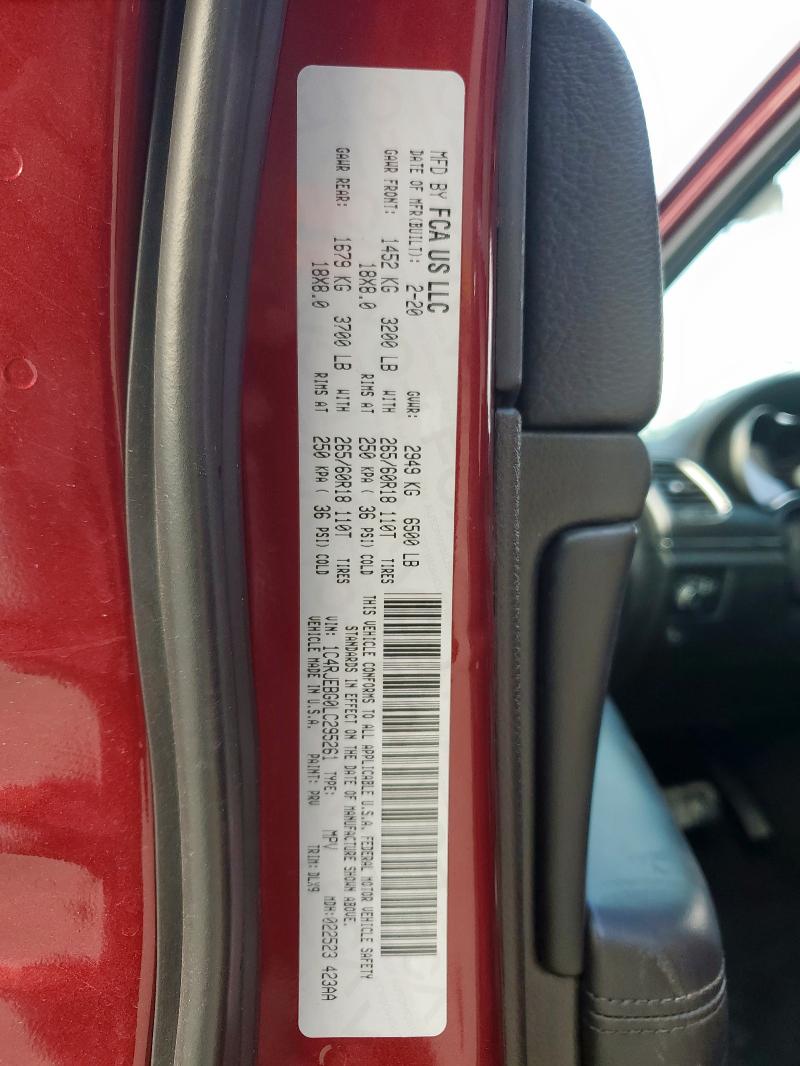 MFD BY FCA US LLC
DATE OF MFR(BUILT): 2-20 GVWR: 2949 KG 6500 LB
GAWR FRONT: 1452 KG 3200 LB WITH 265/60R18 110T TIRES
18X8.0 RIMS AT 250 KPA ( 36 PSI) COLD
GAWR REAR: 1679 KG 3700 LB WITH 265/60R18 110T TIRES
18X8.0 RIMS AT 250 KPA ( 36 PSI) COLD
THIS VEHICLE CONFORMS TO ALL APPLICABLE U.S.A. FEDERAL MOTOR VEHICLE SAFETY
STANDARDS IN EFFECT ON THE DATE OF MANUFACTURE SHOWN ABOVE.
VIN: 1C4RJEBG0LC295261 TYPE: MPV MDH:022523 423AA
VEHICLE MADE IN U.S.A. PAINT: PRV TRIM: DLX9